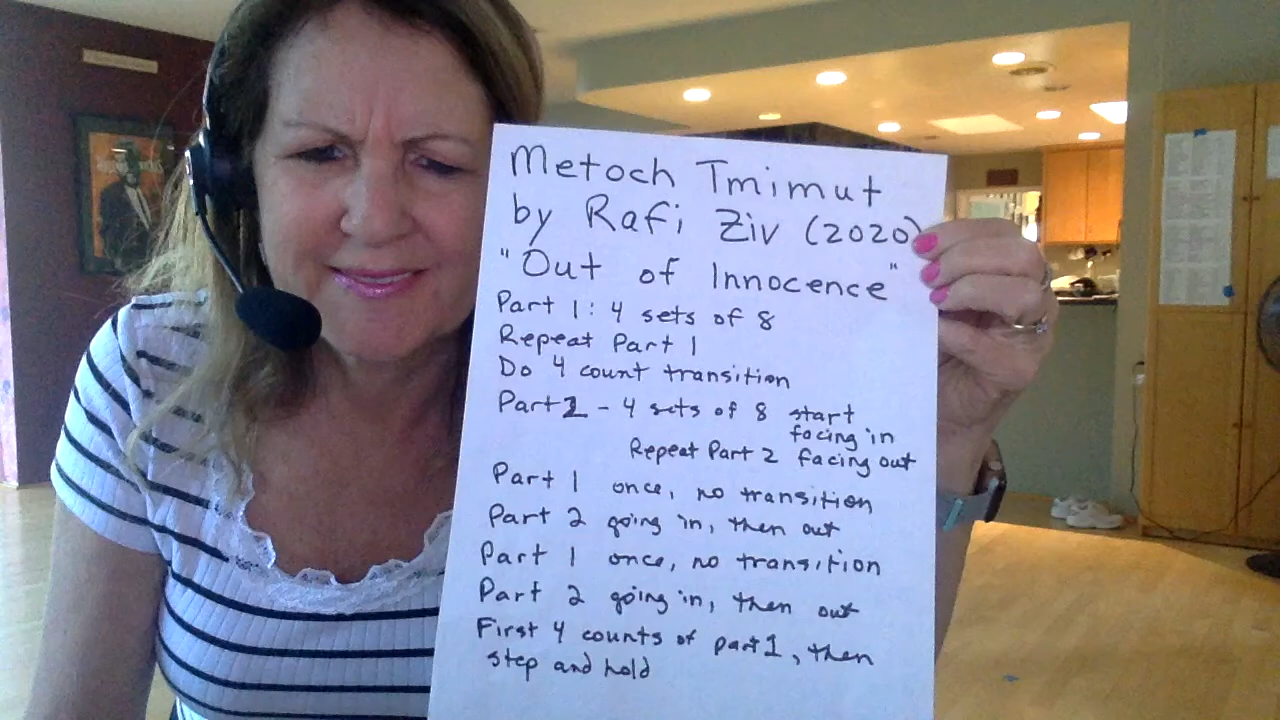 Metoch Tmimut
by Rafi Ziv (2020)
"Out of Innocence"
Part 1: 4 sets of 8
Repeat Part 1
Do 4 count transition
Part 2 - 4 sets of 8 start
facing in
Repeat Part 2 facing out
Part 1 once, no transition
Part 2 going in, then out
Part 1 once, no transition
Part 2 going in, then out
First 4 counts of part 1, then
step and hold